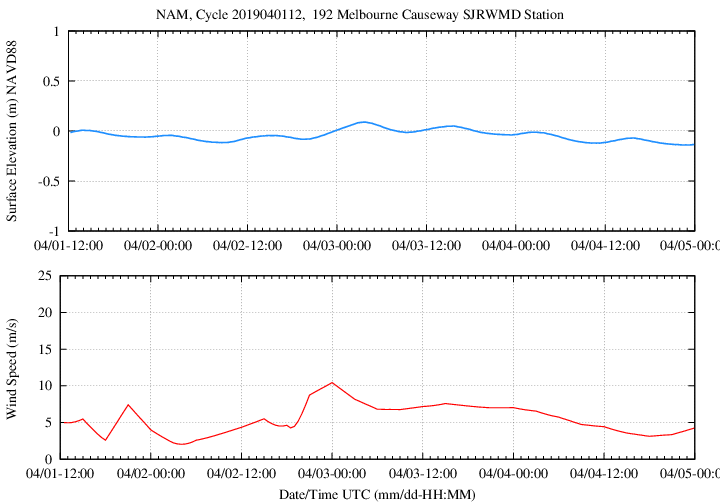 NAM, Cycle 2019040112,  192 Melbourne Causeway SJRWMD Station
Surface Elevation (m) NAVD88
1
0.5
0
-0.5
-1
04/01-12:00 04/02-00:00 04/02-12:00 04/03-00:00 04/03-12:00 04/04-00:00 04/04-12:00 04/05-00:0
Wind Speed (m/s)
25
20
15
10
5
0
04/01-12:00 04/02-00:00 04/02-12:00 04/03-00:00 04/03-12:00 04/04-00:00 04/04-12:00 04/05-00:0
Date/Time UTC (mm/dd-HH:MM)